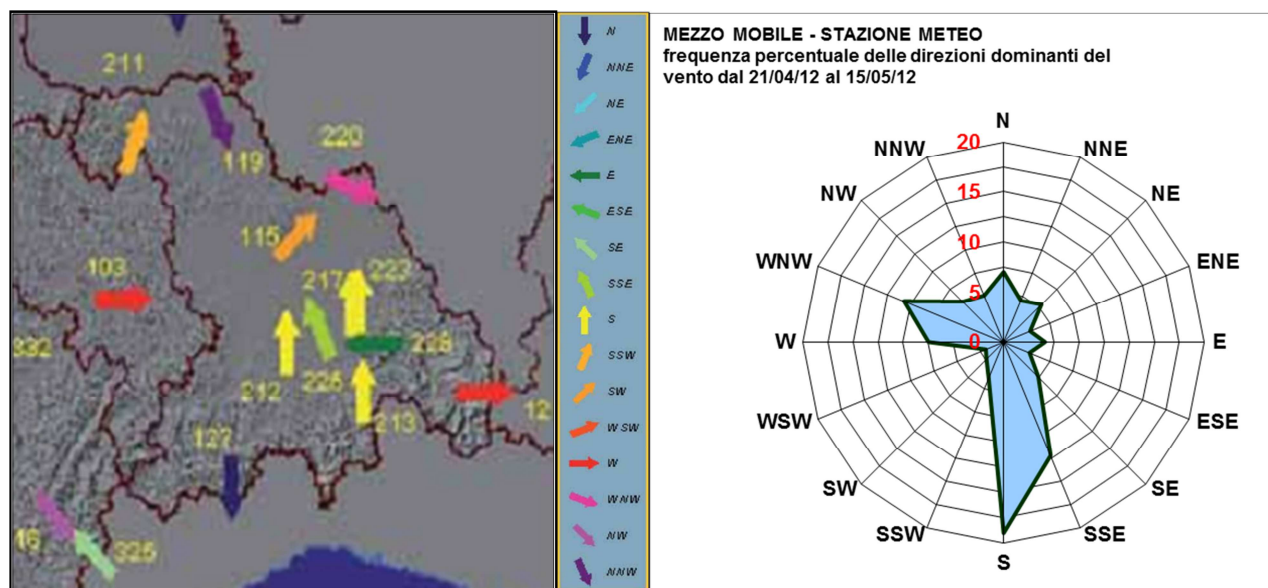 211
119
220
115
103
217
223
332
212
226
228
213
12
122
16
325
N
NNE
NE
ENE
E
ESE
SE
SSE
S
SSW
SW
WSW
W
WNW
NW
NNW
MEZZO MOBILE - STAZIONE METEO
frequenza percentuale delle direzioni dominanti del
vento dal 21/04/12 al 15/05/12
N
NNE
NE
ENE
E
ESE
SE
SSE
S
SSW
SW
WSW
W
WNW
NW
NNW
20
15
10
5
0